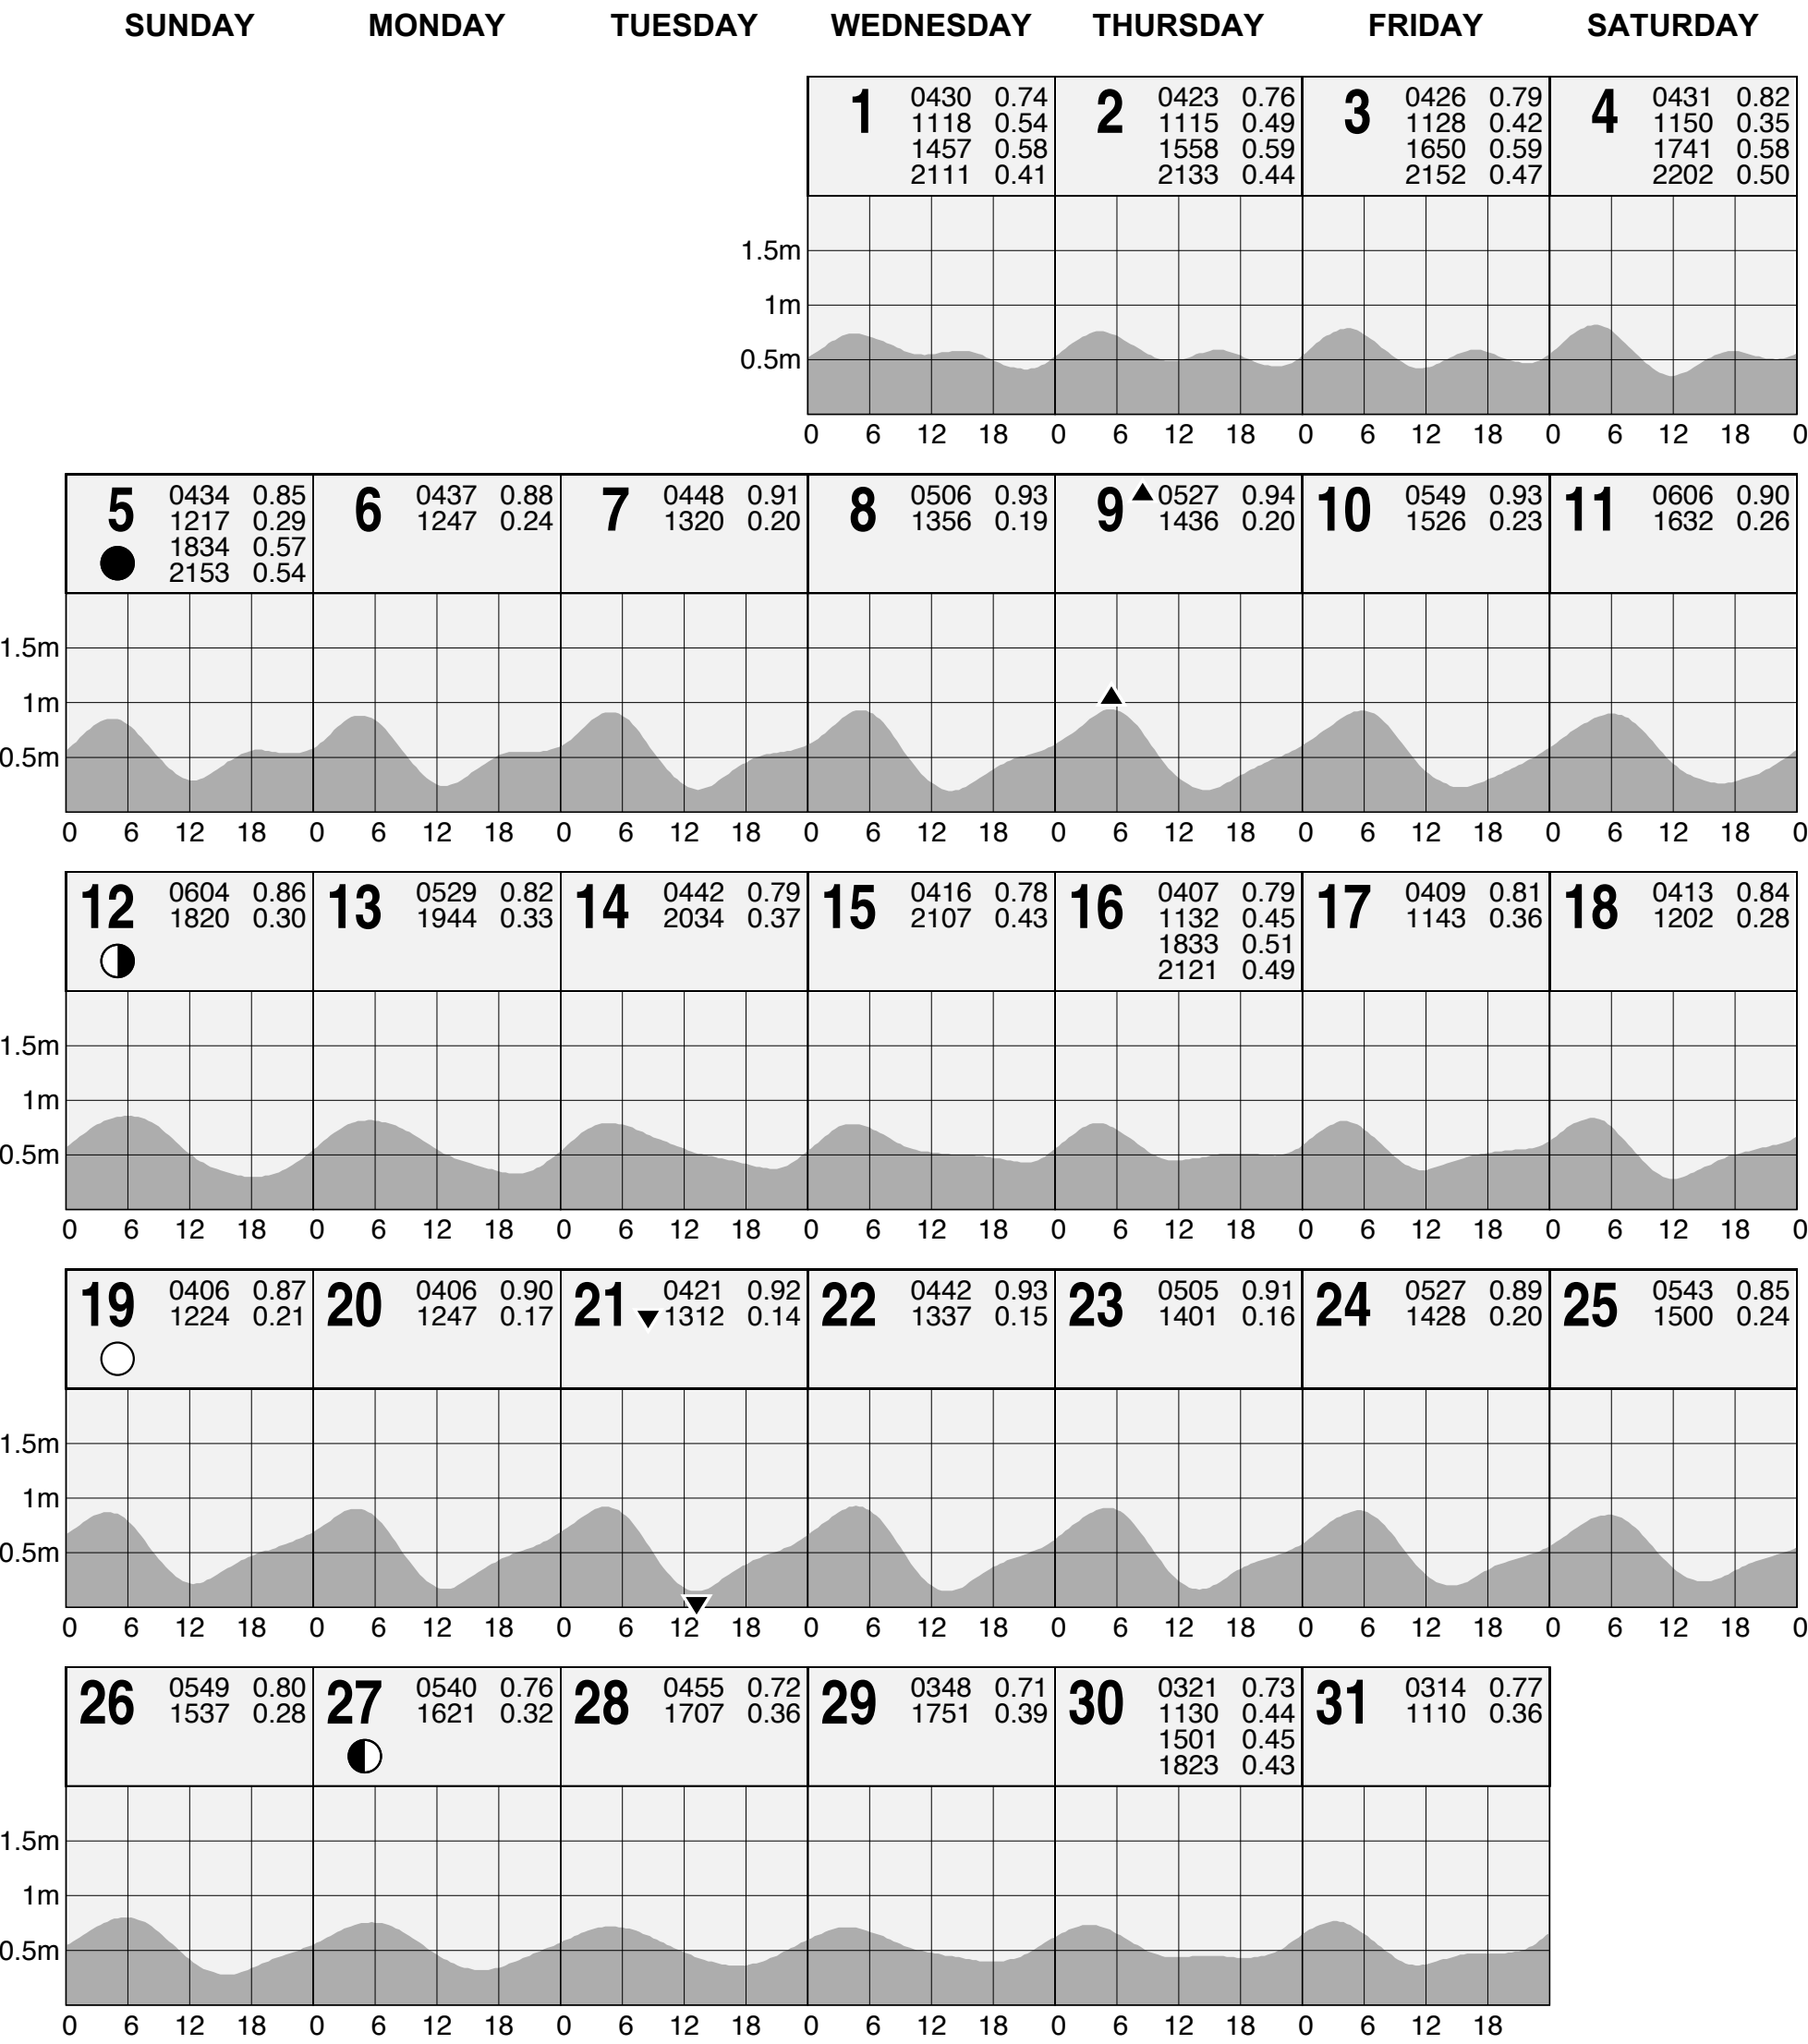 SUNDAY MONDAY TUESDAY WEDNESDAY THURSDAY FRIDAY SATURDAY
1 0430 0.74
1118 0.54
1457 0.58
2111 0.41
2 0423 0.76
1115 0.49
1558 0.59
2133 0.44
3 0426 0.79
1128 0.42
1650 0.59
2152 0.47
4 0431 0.82
1150 0.35
1741 0.58
2202 0.50
1.5m
1m
0.5m
0 6 12 18 0 6 12 18 0 6 12 18 0 6 12 18 0
5 0434 0.85
1217 0.29
1834 0.57
2153 0.54
6 0437 0.88
1247 0.24
7 0448 0.91
1320 0.20
8 0506 0.93
1356 0.19
9 0527 0.94
1436 0.20
10 0549 0.93
1526 0.23
11 0606 0.90
1632 0.26
1.5m
1m
0.5m
0 6 12 18 0 6 12 18 0 6 12 18 0 6 12 18 0 6 12 18 0 6 12 18 0 6 12 18 0
12 0604 0.86
1820 0.30
13 0529 0.82
1944 0.33
14 0442 0.79
2034 0.37
15 0416 0.78
2107 0.43
16 0407 0.79
1132 0.45
1833 0.51
2121 0.49
17 0409 0.81
1143 0.36
18 0413 0.84
1202 0.28
1.5m
1m
0.5m
0 6 12 18 0 6 12 18 0 6 12 18 0 6 12 18 0 6 12 18 0 6 12 18 0 6 12 18 0
19 0406 0.87
1224 0.21
20 0406 0.90
1247 0.17
21 0421 0.92
1312 0.14
22 0442 0.93
1337 0.15
23 0505 0.91
1401 0.16
24 0527 0.89
1428 0.20
25 0543 0.85
1500 0.24
1.5m
1m
0.5m
0 6 12 18 0 6 12 18 0 6 12 18 0 6 12 18 0 6 12 18 0 6 12 18 0 6 12 18 0
26 0549 0.80
1537 0.28
27 0540 0.76
1621 0.32
28 0455 0.72
1707 0.36
29 0348 0.71
1751 0.39
30 0321 0.73
1130 0.44
1501 0.45
1823 0.43
31 0314 0.77
1110 0.36
1.5m
1m
0.5m
0 6 12 18 0 6 12 18 0 6 12 18 0 6 12 18 0 6 12 18 0 6 12 18